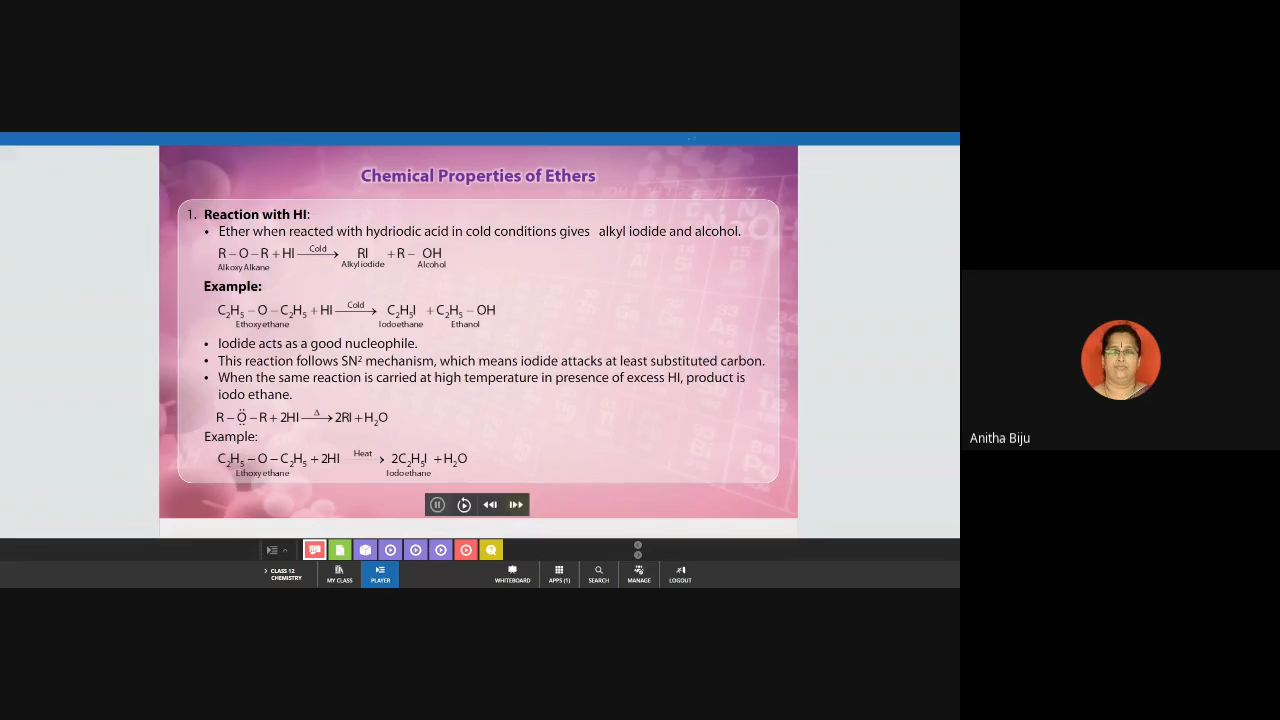 Chemical Properties of Ethers
1. Reaction with HI:
• Ether when reacted with hydriodic acid in cold conditions gives alkyl iodide and alcohol.
R – O – R + HI —Cold→ RI + R – OH
Alkoxy Alkane Alkyl iodide Alcohol
Example:
C₂H₅ – O – C₂H₅ + HI —Cold→ C₂H₅I + C₂H₅ – OH
Ethoxy ethane Iodoethane Ethanol
• Iodide acts as a good nucleophile.
• This reaction follows SN² mechanism, which means iodide attacks at least substituted carbon.
• When the same reaction is carried at high temperature in presence of excess HI, product is
iodo ethane.
R – Ö – R + 2HI —Δ→ 2RI + H₂O
Example:
C₂H₅ – O – C₂H₅ + 2HI —Heat→ 2C₂H₅I + H₂O
Ethoxy ethane Iodoethane
Anitha Biju
> CLASS 12
CHEMISTRY
MY CLASS
PLAYER
WHITEBOARD
APPS (1)
SEARCH
MANAGE
LOGOUT